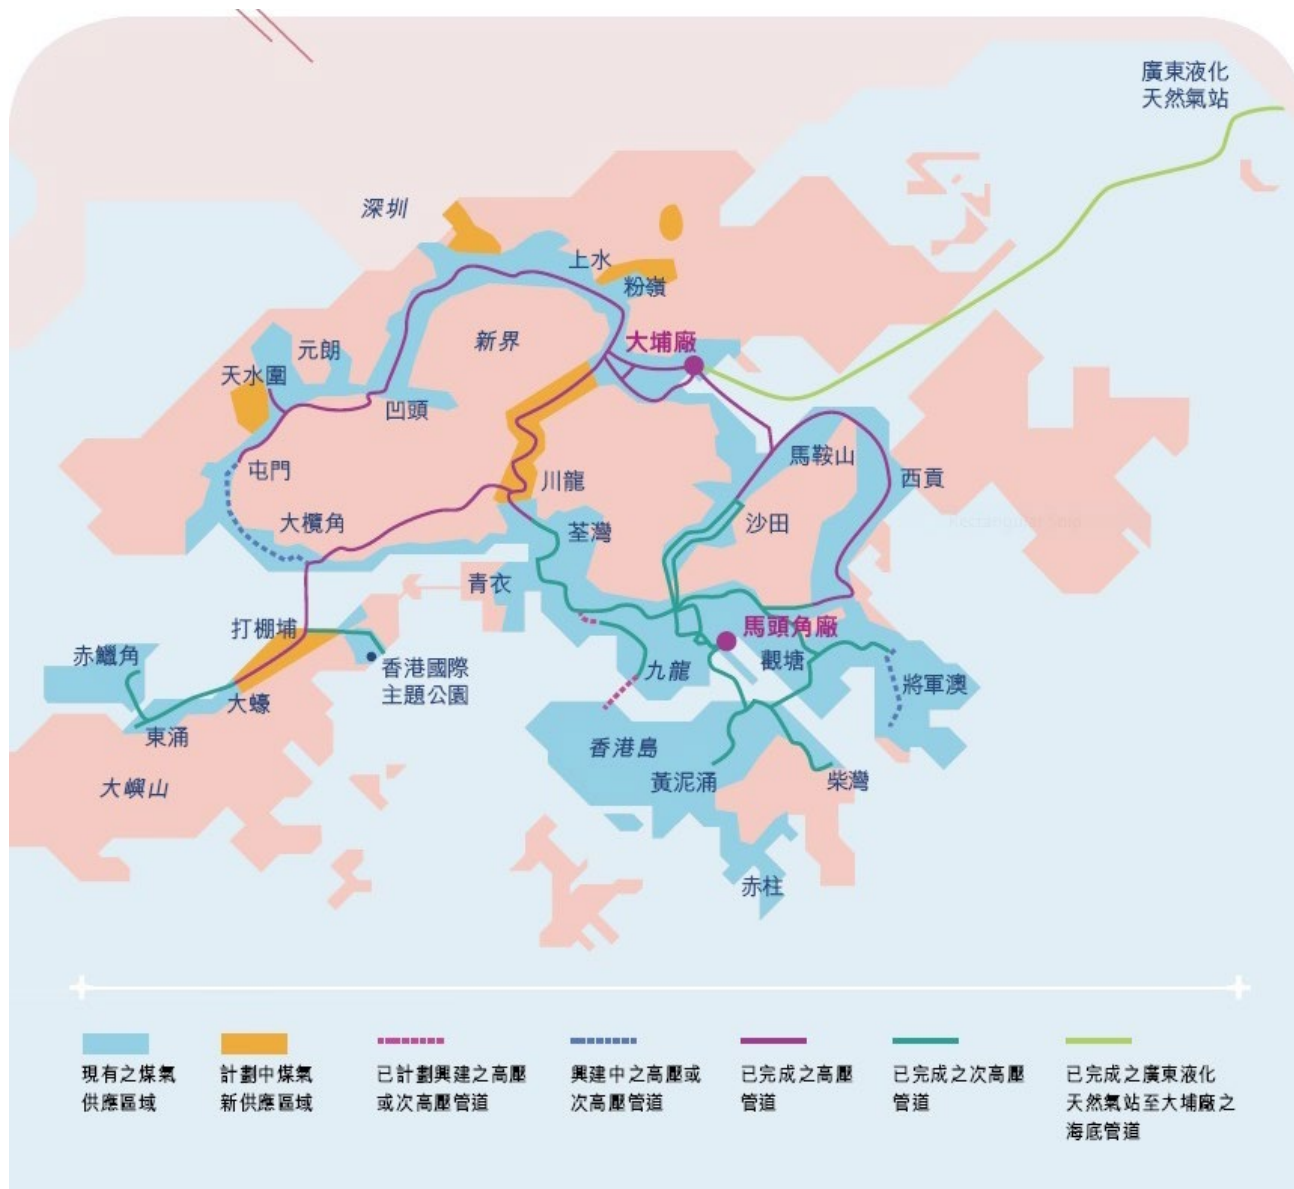 廣東液化
天然氣站
深圳
上水
粉嶺
大埔廠
新界
元朗
天水圍
凹頭
馬鞍山
西貢
屯門
川龍
大欖角
荃灣
沙田
青衣
打棚埔
馬頭角廠
赤鱲角
香港國際
主題公園
九龍
觀塘
將軍澳
大蠔
東涌
香港島
大嶼山
黃泥涌
柴灣
赤柱
現有之煤氣
供應區域
計劃中煤氣
新供應區域
已計劃興建之高壓
或次高壓管道
興建中之高壓或
次高壓管道
已完成之高壓
管道
已完成之次高壓
管道
已完成之廣東液化
天然氣站至大埔廠之
海底管道